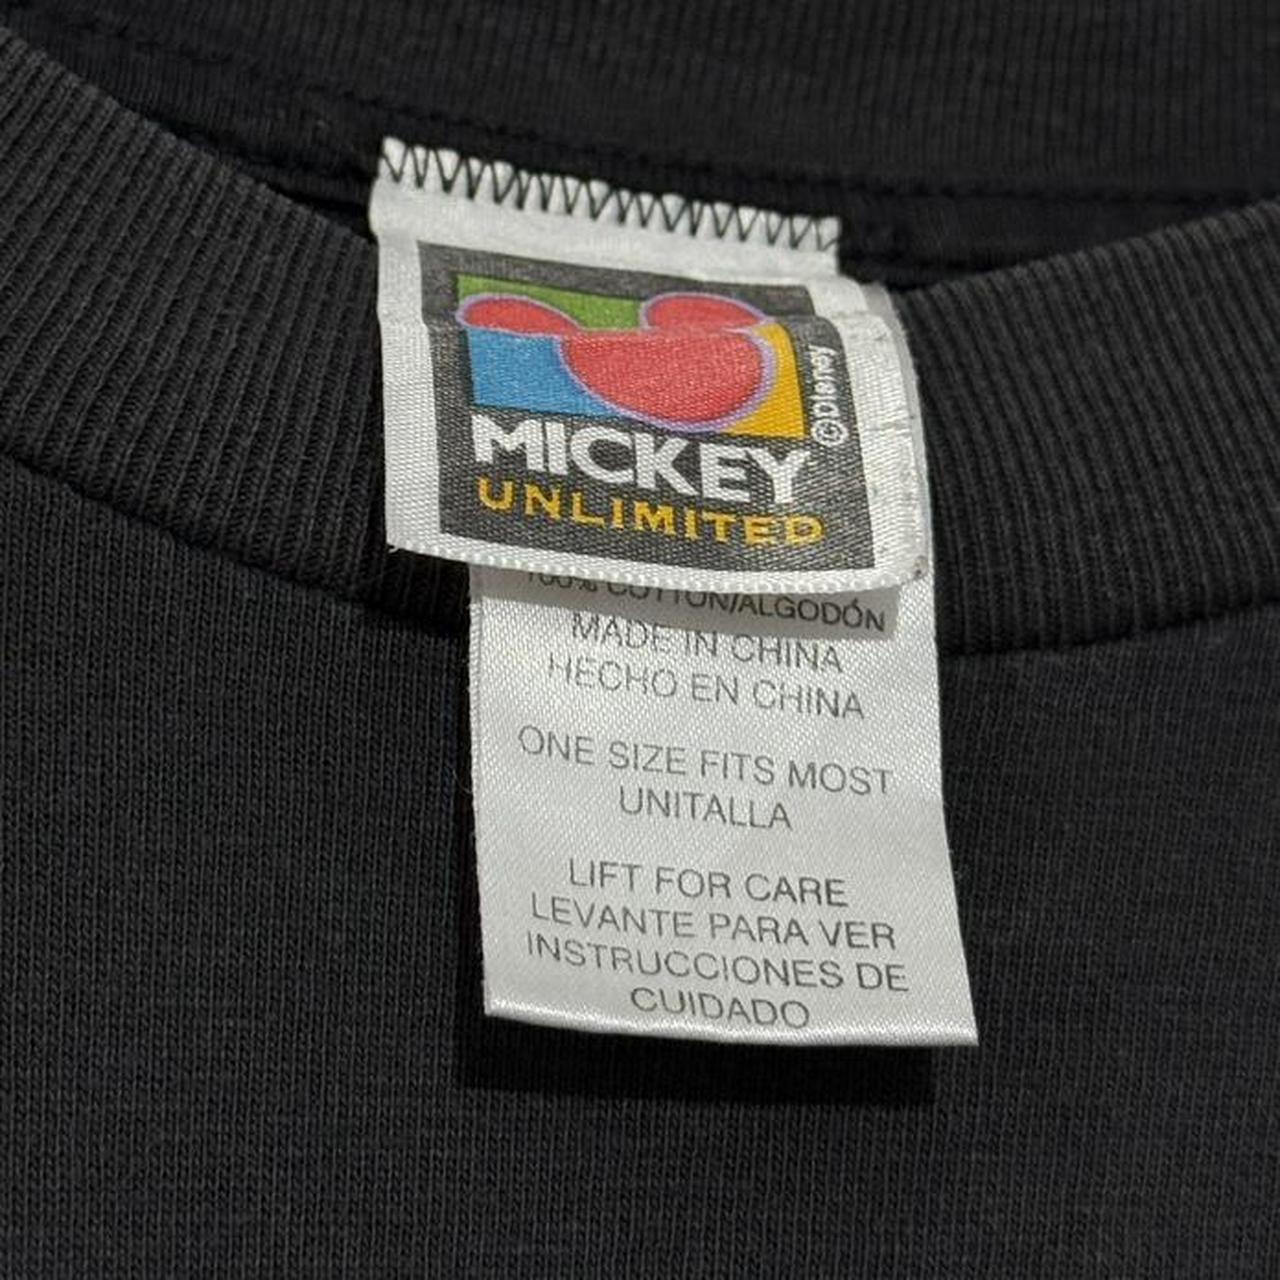 MICKEY
UNLIMITED
©Disney
100% COTTON/ALGODÓN
MADE IN CHINA
HECHO EN CHINA
ONE SIZE FITS MOST
UNITALLA
LIFT FOR CARE
LEVANTE PARA VER
INSTRUCCIONES DE
CUIDADO